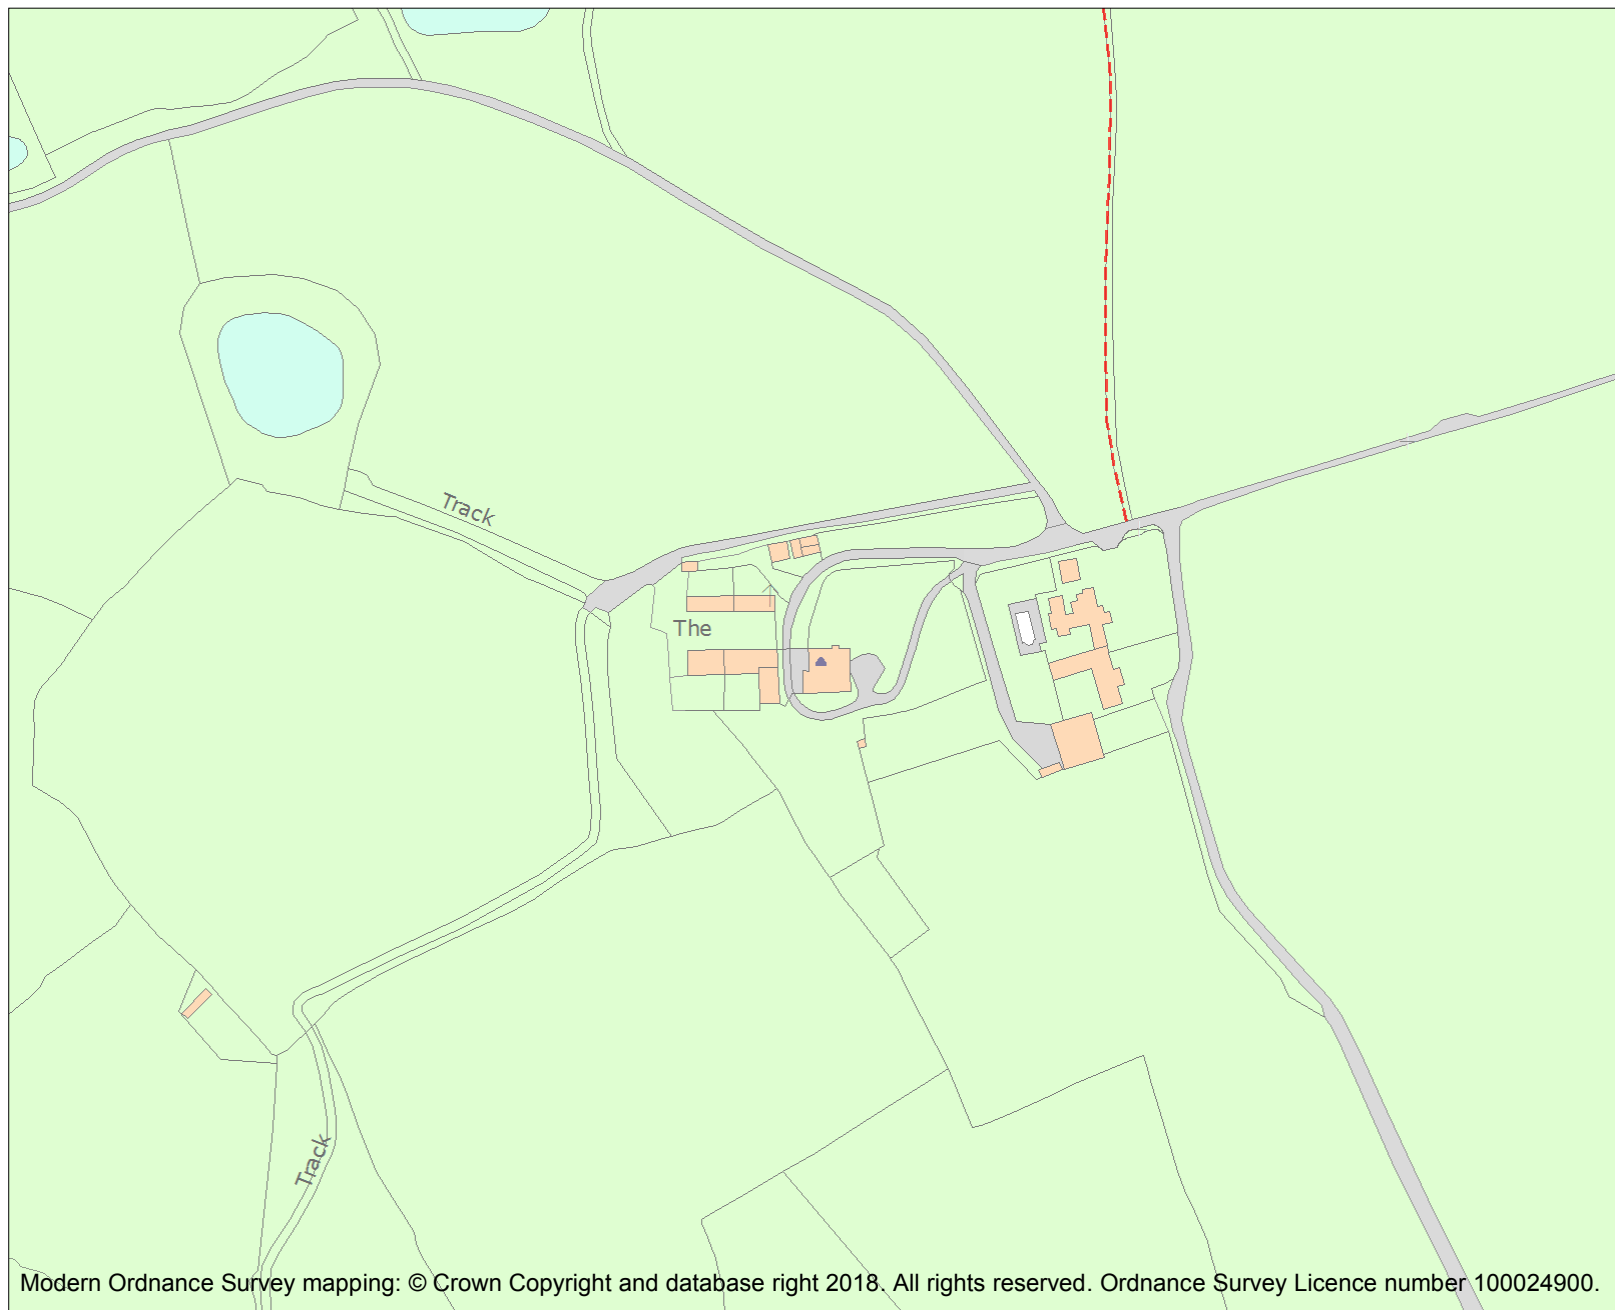 Track
The
Track
Modern Ordnance Survey mapping: © Crown Copyright and database right 2018. All rights reserved. Ordnance Survey Licence number 100024900.